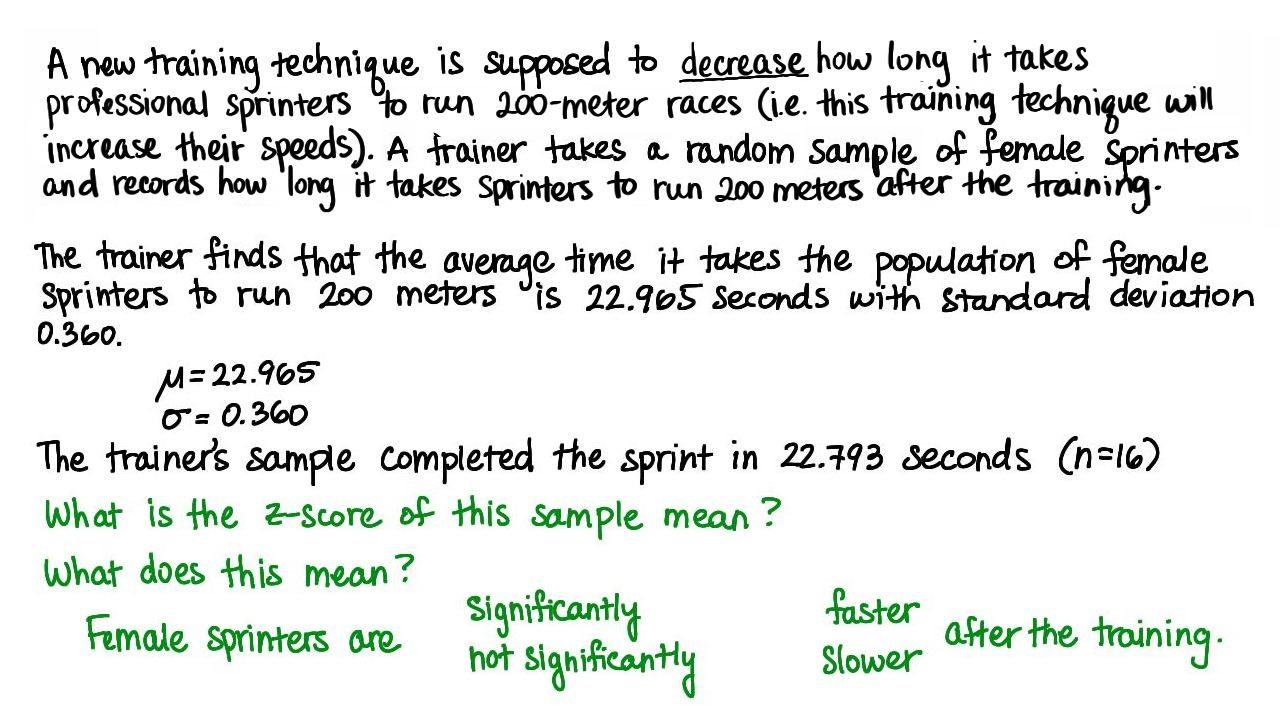 A new training technique is supposed to decrease how long it takes
professional sprinters to run 200-meter races (i.e. this training technique will
increase their speeds). A trainer takes a random sample of female sprinters
and records how long it takes sprinters to run 200 meters after the training.
The trainer finds that the average time it takes the population of female
sprinters to run 200 meters is 22.965 seconds with standard deviation
0.360.
μ = 22.965
σ = 0.360
The trainer's sample completed the sprint in 22.793 seconds (n=16)
What is the z-score of this sample mean?
What does this mean?
Female sprinters are significantly not significantly faster slower after the training.